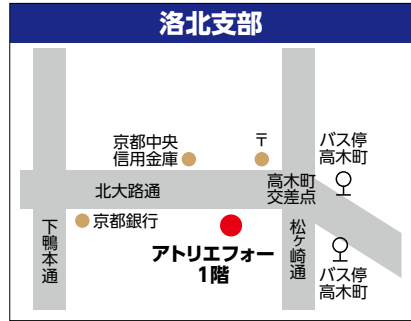 洛北支部
京都中央
信用金庫
〒
バス停
高木町
北大路通
高木町
交差点
京都銀行
下鴨本通
アトリエフォー
1階
松ヶ崎通
バス停
高木町